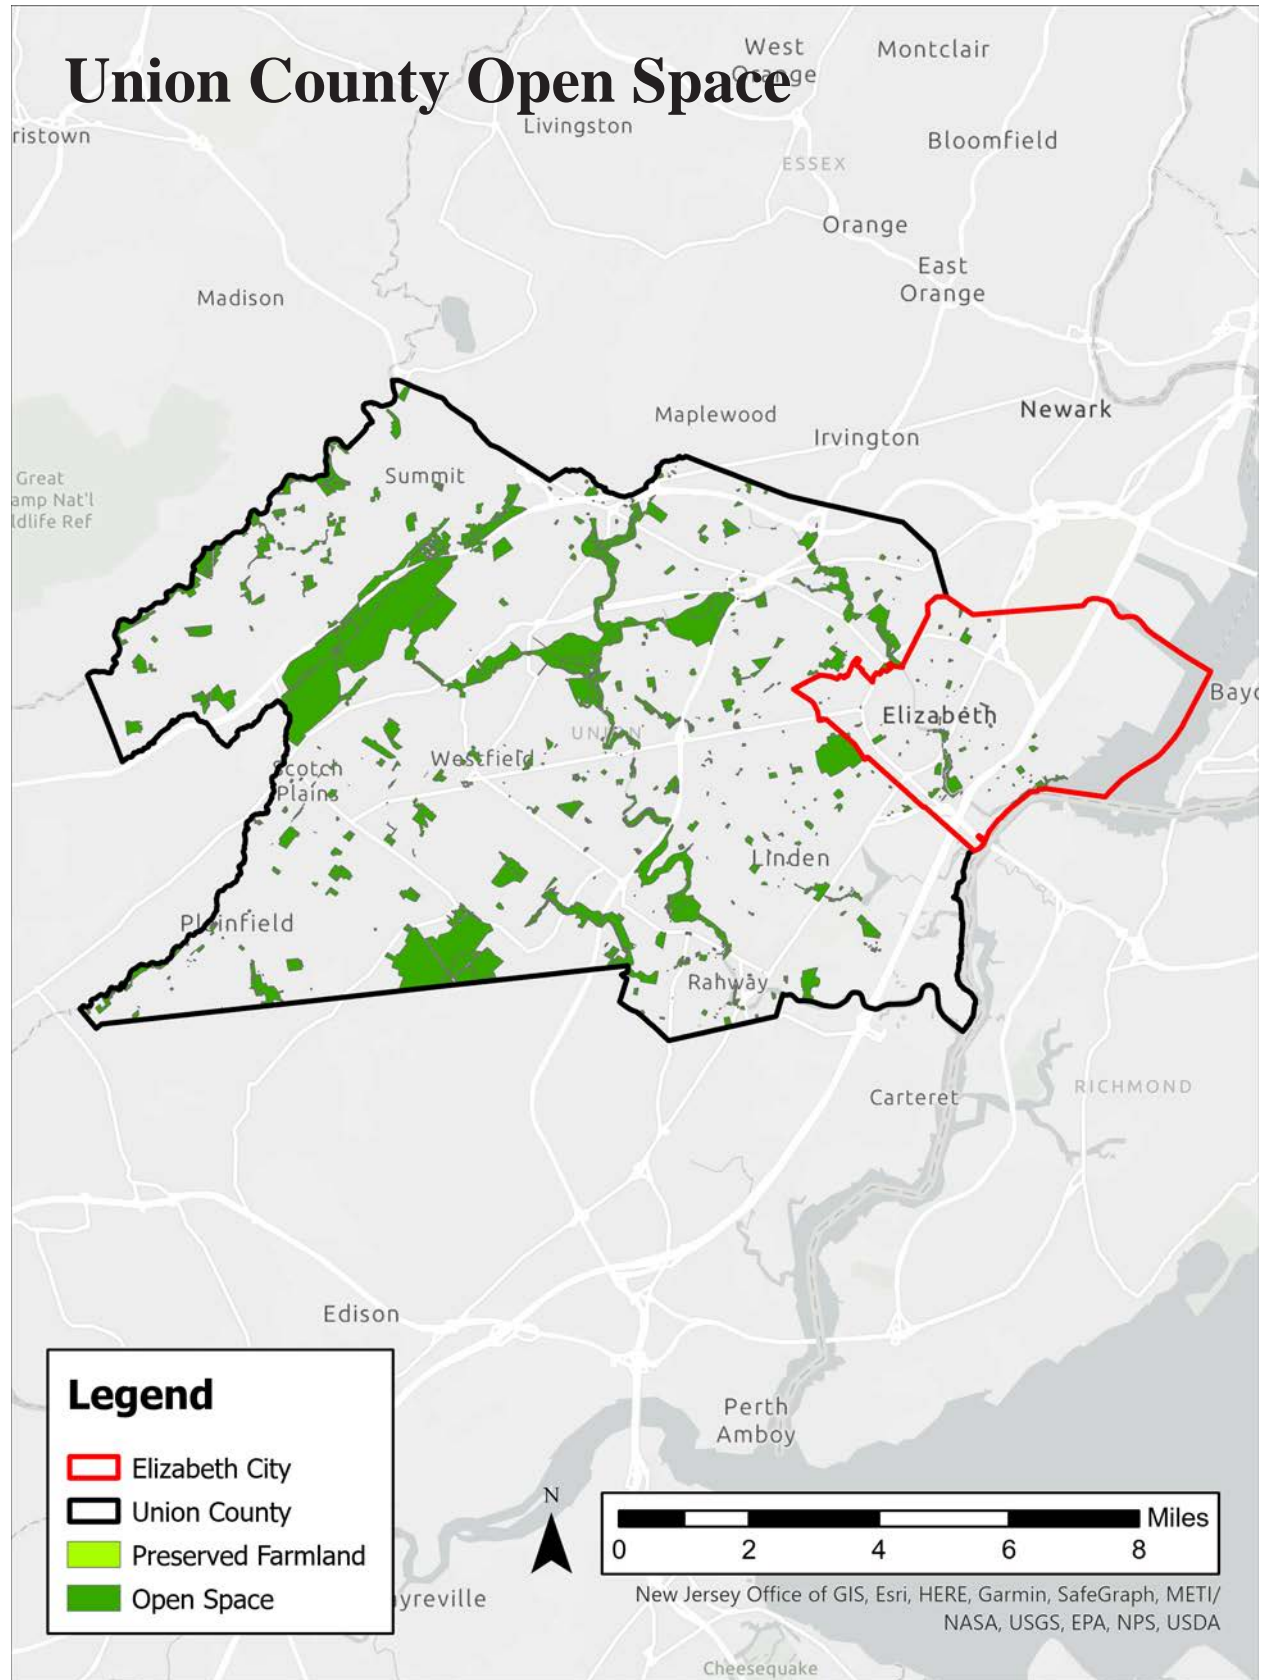 Union County Open Space
West
Orange
Montclair
Livingston
ristown
Bloomfield
ESSEX
Orange
East
Orange
Madison
Newark
Maplewood
Irvington
Great
amp Nat'l
ldlife Ref
Summit
Bayo
Elizabeth
UNION
Westfield
Scotch
Plains
Linden
Plainfield
Rahway
RICHMOND
Carteret
Edison
Perth
Amboy
Legend
Elizabeth City
Union County
Preserved Farmland
Open Space
N
Miles
0 2 4 6 8
ayreville
New Jersey Office of GIS, Esri, HERE, Garmin, SafeGraph, METI/
NASA, USGS, EPA, NPS, USDA
Cheesequake